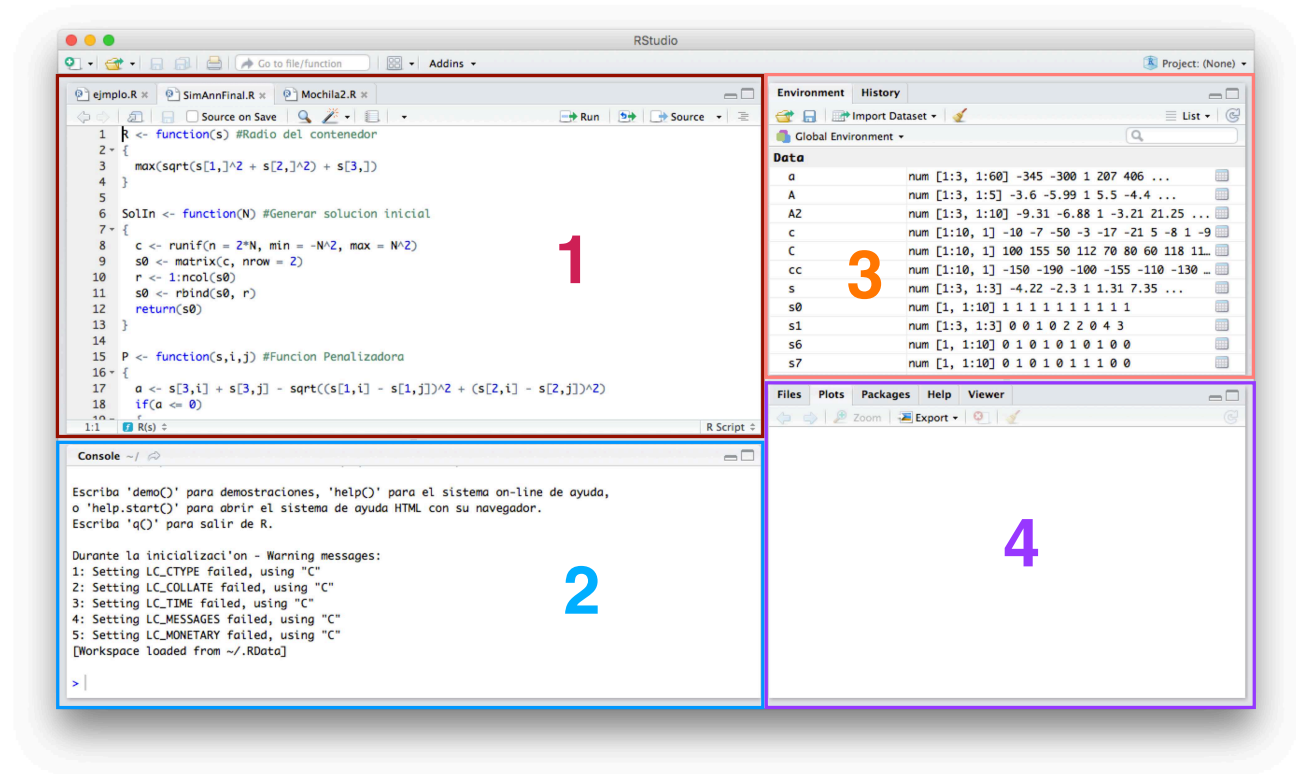 RStudio
Go to file/function Addins Project: (None)
ejmplo.R SimAnnFinal.R Mochila2.R
Source on Save Run Source
1 R <- function(s) #Radio del contenedor
2 {
3 max(sqrt(s[1,]^2 + s[2,]^2) + s[3,])
4 }
5
6 SolIn <- function(N) #Generar solucion inicial
7 {
8 c <- runif(n = 2*N, min = -N^2, max = N^2)
9 s0 <- matrix(c, nrow = 2)
10 r <- 1:ncol(s0)
11 s0 <- rbind(s0, r)
12 return(s0)
13 }
14
15 P <- function(s,i,j) #Funcion Penalizadora
16 {
17 a <- s[3,i] + s[3,j] - sqrt((s[1,i] - s[1,j])^2 + (s[2,i] - s[2,j])^2)
18 if(a <= 0)
19 {
1:1 R(s) R Script
1
Console ~/
Escriba 'demo()' para demostraciones, 'help()' para el sistema on-line de ayuda,
o 'help.start()' para abrir el sistema de ayuda HTML con su navegador.
Escriba 'q()' para salir de R.
Durante la inicializaci'on - Warning messages:
1: Setting LC_CTYPE failed, using "C"
2: Setting LC_COLLATE failed, using "C"
3: Setting LC_TIME failed, using "C"
4: Setting LC_MESSAGES failed, using "C"
5: Setting LC_MONETARY failed, using "C"
[Workspace loaded from ~/.RData]
>
2
Environment History
Import Dataset List
Global Environment
Data
a num [1:3, 1:60] -345 -300 1 207 406 ...
A num [1:3, 1:5] -3.6 -5.99 1 5.5 -4.4 ...
AZ num [1:3, 1:10] -9.31 -6.88 1 -3.21 21.25 ...
c num [1:10, 1] -10 -7 -50 -3 -17 -21 5 -8 1 -9
C num [1:10, 1] 100 155 50 112 70 80 60 118 11…
cc num [1:10, 1] -150 -190 -100 -155 -110 -130 …
s num [1:3, 1:3] -4.22 -2.3 1 1.31 7.35 ...
s0 num [1, 1:10] 1 1 1 1 1 1 1 1 1 1
s1 num [1:3, 1:3] 0 0 1 0 2 2 0 4 3
s6 num [1, 1:10] 0 1 0 1 0 1 0 1 0 0
s7 num [1, 1:10] 0 1 0 1 0 1 1 1 0 0
3
Files Plots Packages Help Viewer
Zoom Export
4